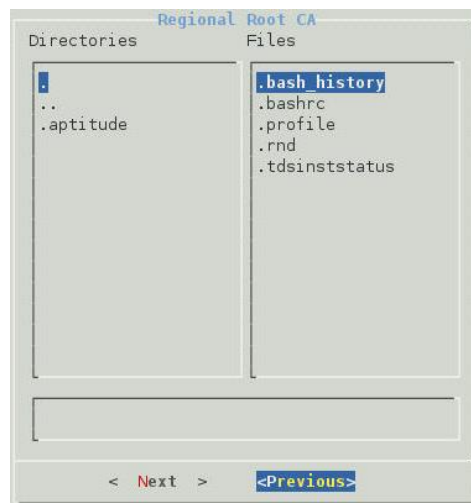 Regional Root CA
Directories Files
. .bash_history
.. .bashrc
.aptitude .profile
.rnd
.tdsinststatus
< Next > <Previous>